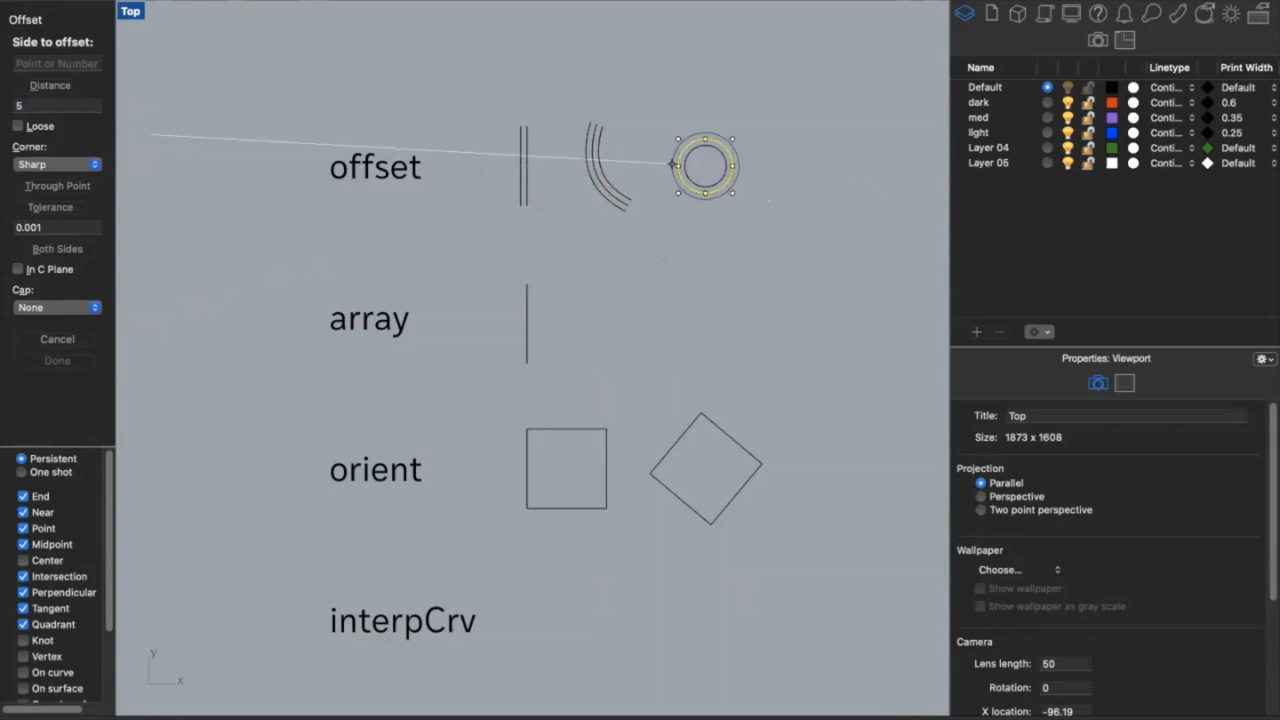 Offset
Side to offset:
Point or Number
Distance
5
Loose
Corner:
Sharp
Through Point
Tolerance
0.001
Both Sides
In C Plane
Cap:
None
Cancel
Done
Persistent
One shot
End
Near
Point
Midpoint
Center
Intersection
Perpendicular
Tangent
Quadrant
Knot
Vertex
On curve
On surface
Top
offset
array
orient
interpCrv
y
x
Name Linetype Print Width
Default Conti... Default
dark Conti... 0.6
med Conti... 0.35
light Conti... 0.25
Layer 04 Conti... Default
Layer 05 Conti... Default
Properties: Viewport
Title: Top
Size: 1873 x 1608
Projection
Parallel
Perspective
Two point perspective
Wallpaper
Choose...
Show wallpaper
Show wallpaper as gray scale
Camera
Lens length: 50
Rotation: 0
X location: -96.19